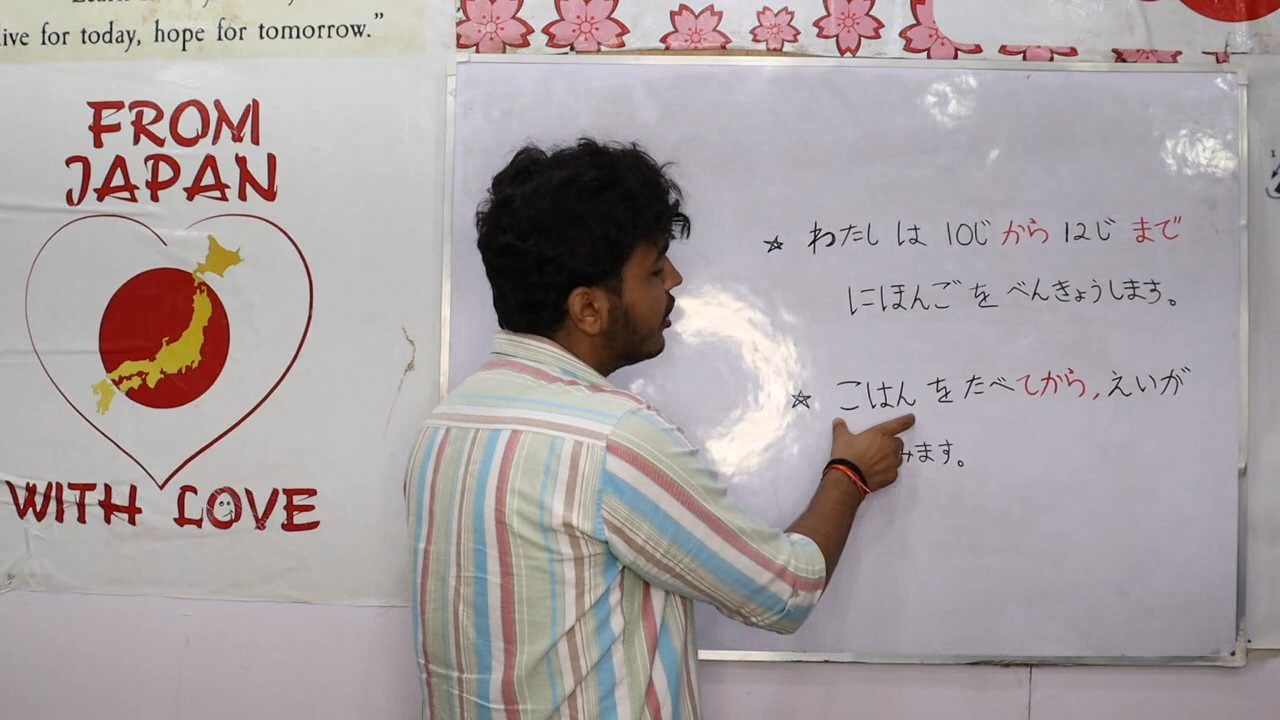 live for today, hope for tomorrow.”
FROM
JAPAN
WITH LOVE
☆ わたし は 10じ から 12じ まで
にほんご を べんきょうします。
☆ ごはん を たべてから, えいが
みます。